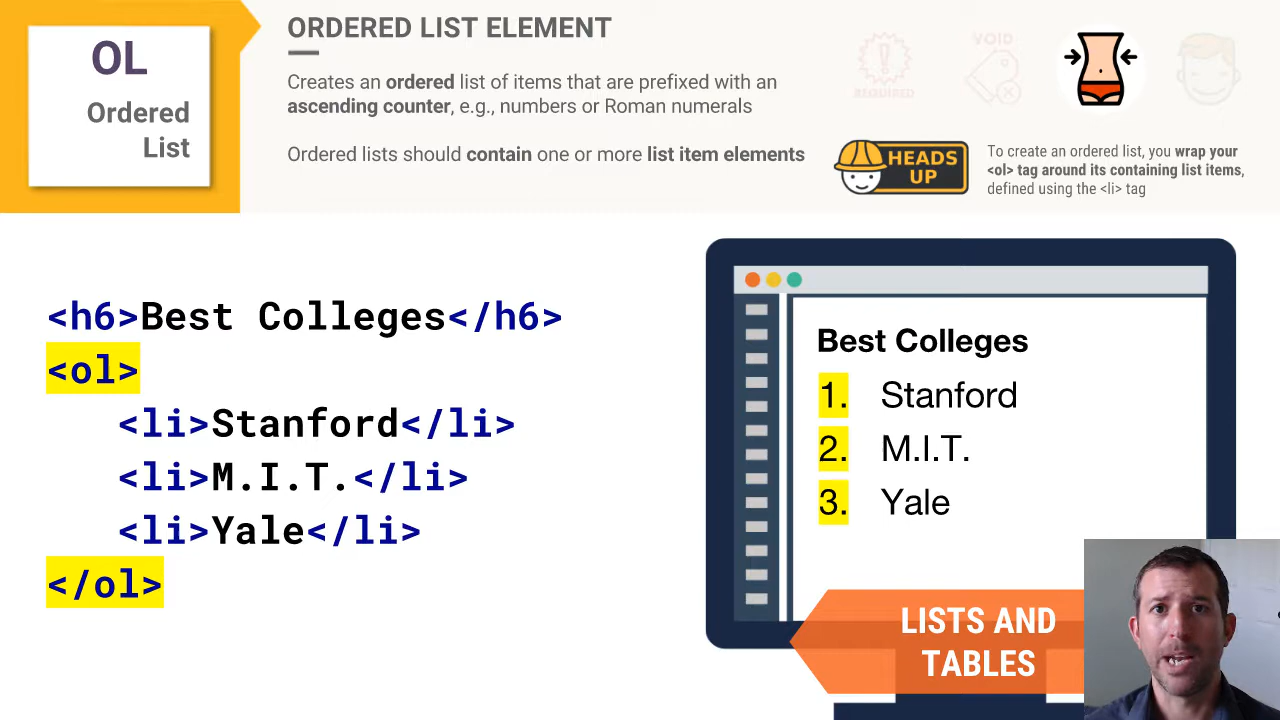 OL
Ordered
List
ORDERED LIST ELEMENT
Creates an ordered list of items that are prefixed with an
ascending counter, e.g., numbers or Roman numerals
Ordered lists should contain one or more list item elements
REQUIRED
VOID
HEADS
UP
To create an ordered list, you wrap your
<ol> tag around its containing list items,
defined using the <li> tag
<h6>Best Colleges</h6>
<ol>
<li>Stanford</li>
<li>M.I.T.</li>
<li>Yale</li>
</ol>
Best Colleges
1. Stanford
2. M.I.T.
3. Yale
LISTS AND
TABLES